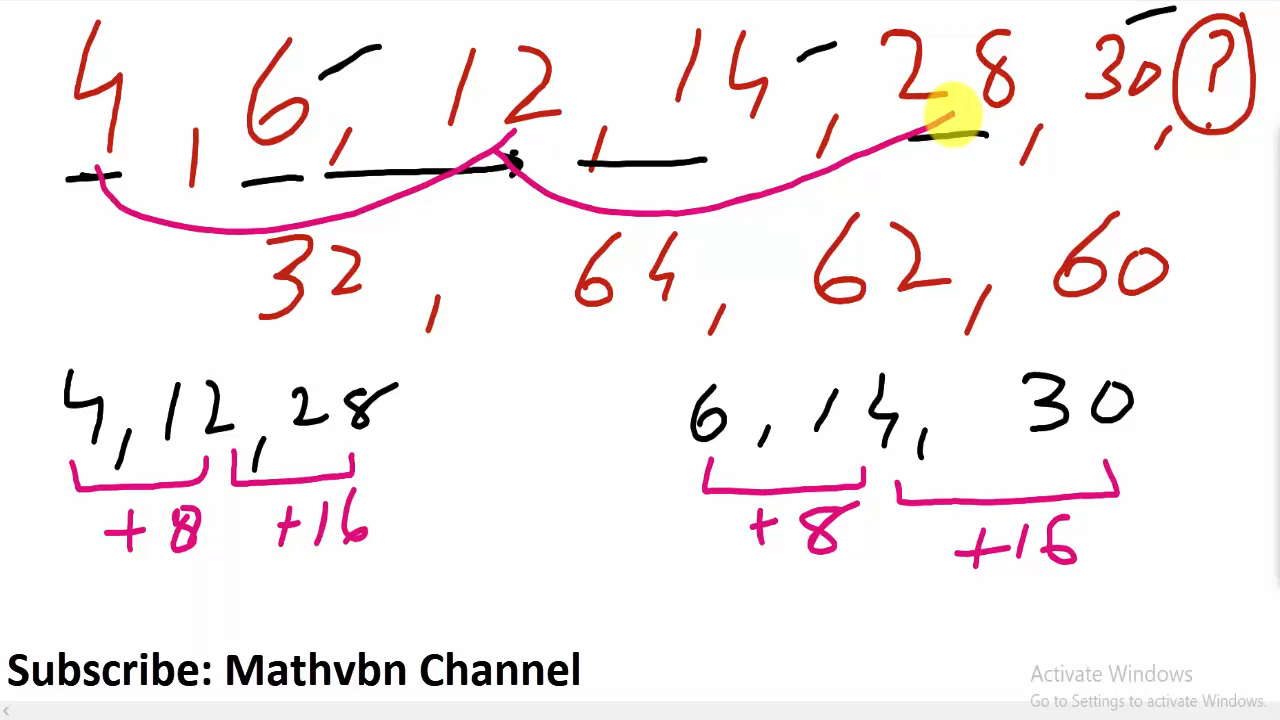 4, 6, 12, 14, 28, 30, ?
32, 64, 62, 60
4, 12, 28 6, 14, 30
+8 +16 +8 +16
Subscribe: Mathvbn Channel
Activate Windows
Go to Settings to activate Windows.